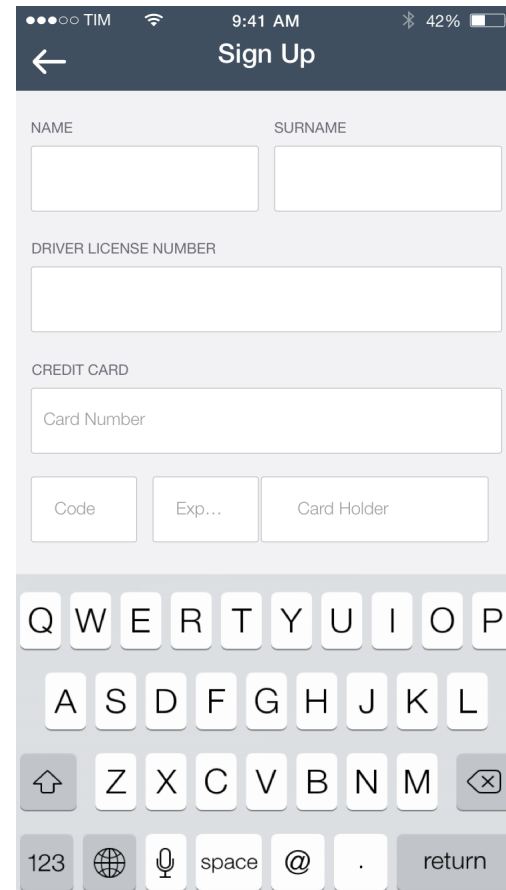 TIM 9:41 AM 42%
Sign Up
NAME SURNAME
DRIVER LICENSE NUMBER
CREDIT CARD
Card Number
Code Exp... Card Holder
Q W E R T Y U I O P
A S D F G H J K L
Z X C V B N M
123 space @ . return